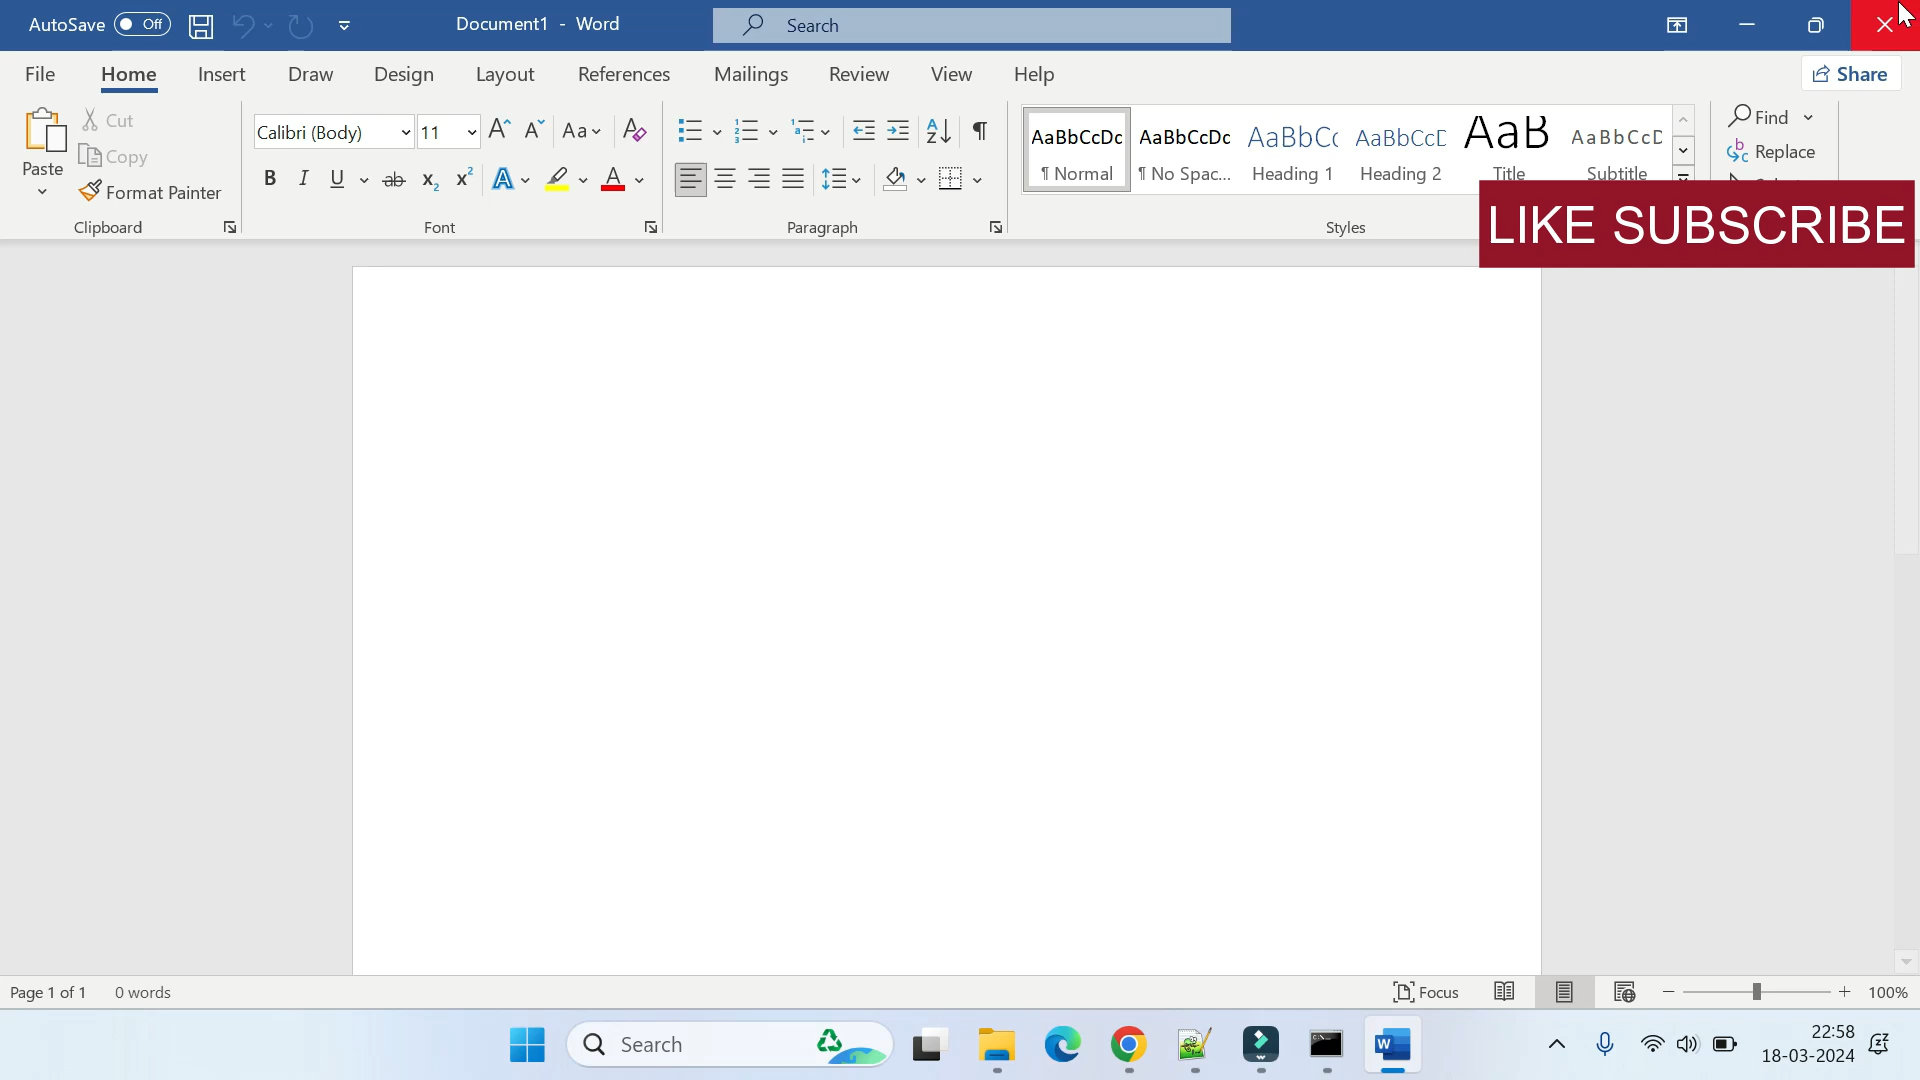 AutoSave Off Document1 - Word Search
File Home Insert Draw Design Layout References Mailings Review View Help Share
Paste
Cut
Copy
Format Painter
Clipboard
Calibri (Body) 11 Aa
B I U ab x2 x2 A A
Font
Paragraph
AaBbCcDc AaBbCcDc AaBbCc AaBbCcD AaB AaBbCcD
¶ Normal ¶ No Spac... Heading 1 Heading 2 Title Subtitle
Styles
Find
Replace
LIKE SUBSCRIBE
Page 1 of 1 0 words Focus 100%
Search
22:58
18-03-2024